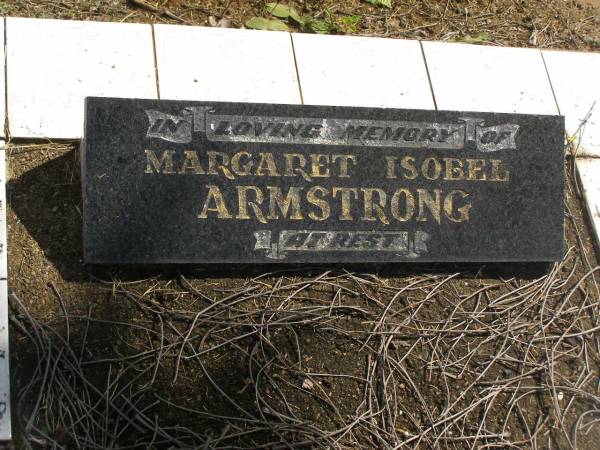 IN LOVING MEMORY OF
MARGARET ISOBEL
ARMSTRONG
AT REST